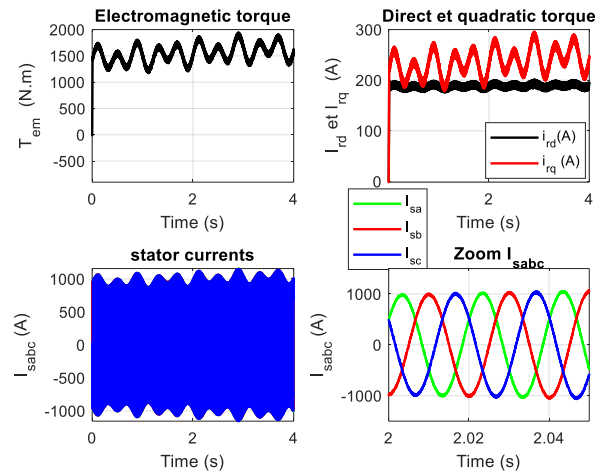 Electromagnetic torque
2000
1500
1000
500
0
-500
0
2
4
T_em (N.m)
Time (s)
Direct et quadratic torque
300
200
100
0
0
2
4
I_rd et I_rq (A)
Time (s)
i_rd(A)
i_rq (A)
I_sa
I_sb
I_sc
stator currents
1000
500
0
-500
-1000
0
2
4
I_sabc (A)
Time (s)
Zoom I_sabc
1000
0
-1000
2
2.02
2.04
I_sabc (A)
Time (s)